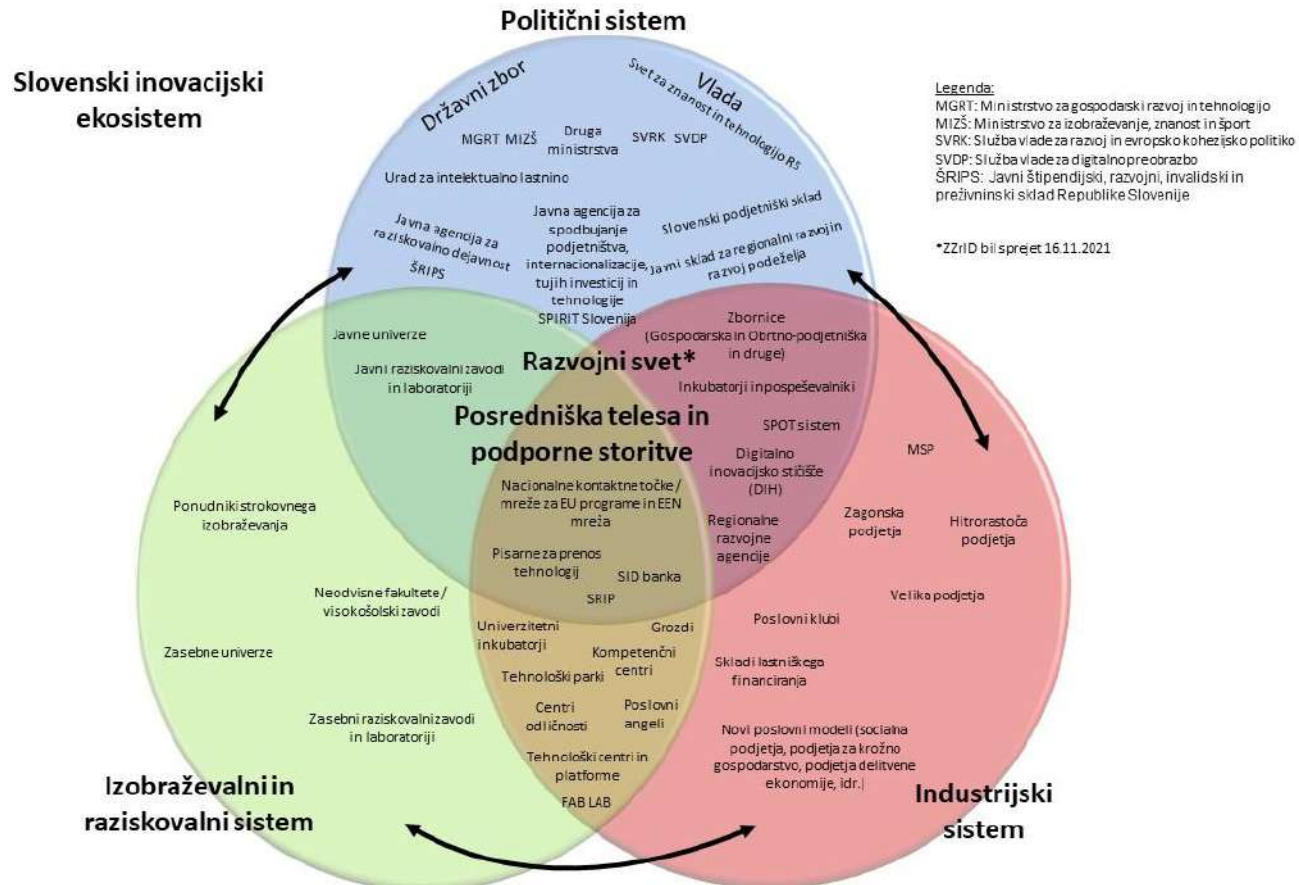 Politični sistem
Slovenski inovacijski
ekosistem
Državni zbor
Vlada
Svet za znanost in tehnologijo RS
MGRT MIZŠ
Druga
ministrstva
SVRK SVDP
Urad za intelektualno lastnino
Javna agencija za
raziskovalno dejavnost
ŠRIPS
Javna agencija za
spodbujanje
podjetništva,
internacionalizacije,
tujih investicij in
tehnologije
SPIRIT Slovenija
Slovenski podjetniški sklad
Javni sklad za regionalni razvoj in
razvoj podeželja
Legenda:
MGRT: Ministrstvo za gospodarski razvoj in tehnologijo
MIZŠ: Ministrstvo za izobraževanje, znanost in šport
SVRK: Služba vlade za razvoj in evropsko kohezijsko politiko
SVDP: Služba vlade za digitalno preobrazbo
ŠRIPS: Javni štipendijski, razvojni, invalidski in
preživninski sklad Republike Slovenije
*ZZrID bil sprejet 16.11.2021
Javne univerze
Javni raziskovalni zavodi
in laboratoriji
Zbornice
(Gospodarska in Obrtno-podjetniška
in druge)
Razvojni svet*
Inkubatorji in pospeševalniki
Posredniška telesa in
podporne storitve
SPOT sistem
Digitalno
inovacijsko stičišče
(DIH)
Regionalne
razvojne
agencije
Nacionalne kontaktne točke /
mreže za EU programe in EEN
mreža
Pisarne za prenos
tehnologij
SID banka
SRIP
MSP
Zagonska
podjetja
Hitrorastoča
podjetja
Velika podjetja
Poslovni klubi
Skladi lastniškega
financiranja
Novi poslovni modeli (socialna
podjetja, podjetja za krožno
gospodarstvo, podjetja delitvene
ekonomije, idr.)
Ponudniki strokovnega
izobraževanja
Neodvisne fakultete /
visokošolski zavodi
Zasebne univerze
Zasebni raziskovalni zavodi
in laboratoriji
Univerzitetni
inkubatorji
Grozdi
Kompetenčni
centri
Tehnološki parki
Centri
odličnosti
Poslovni
angeli
Tehnološki centri in
platforme
FAB LAB
Izobraževalni in
raziskovalni sistem
Industrijski
sistem